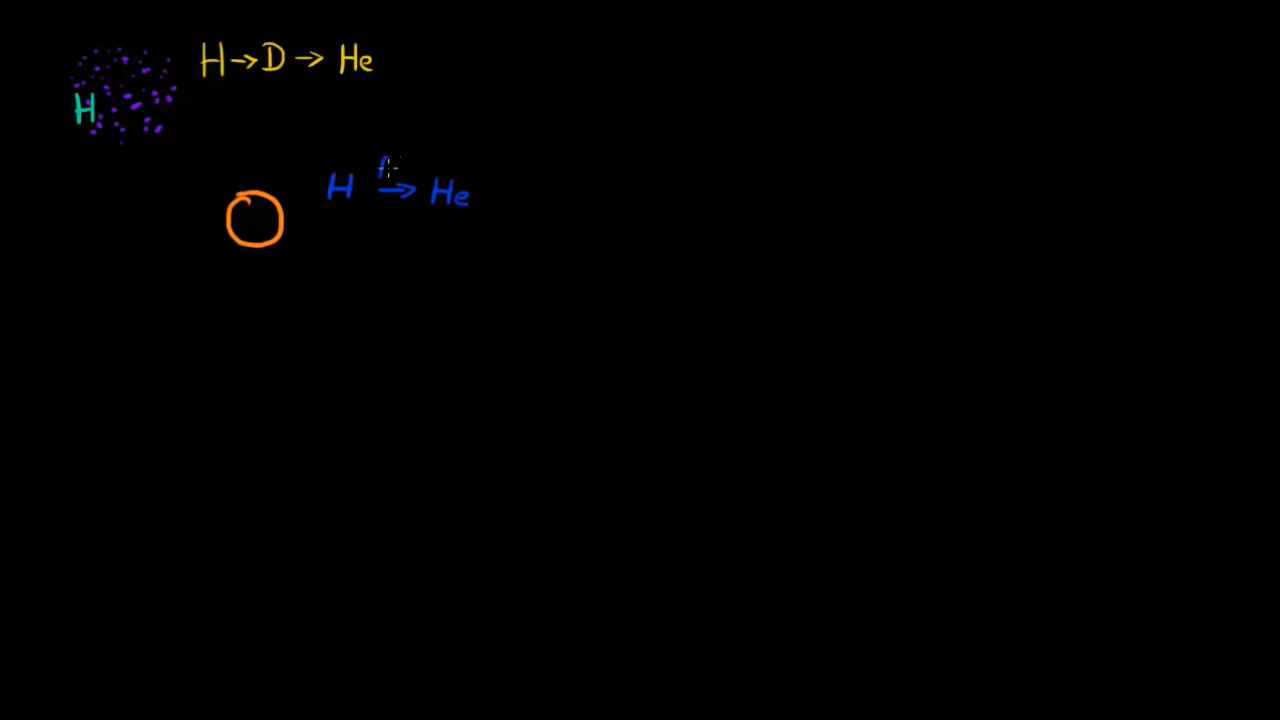 H → D → He
H
H → He